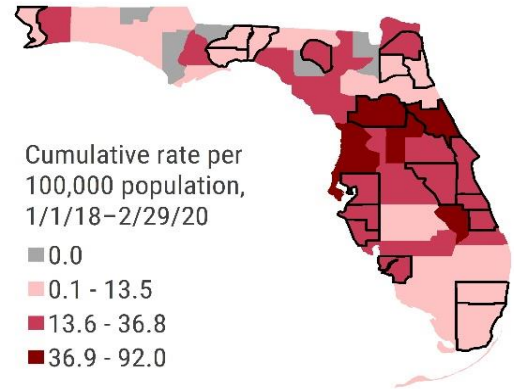 Cumulative rate per
100,000 population,
1/1/18–2/29/20
0.0
0.1 - 13.5
13.6 - 36.8
36.9 - 92.0